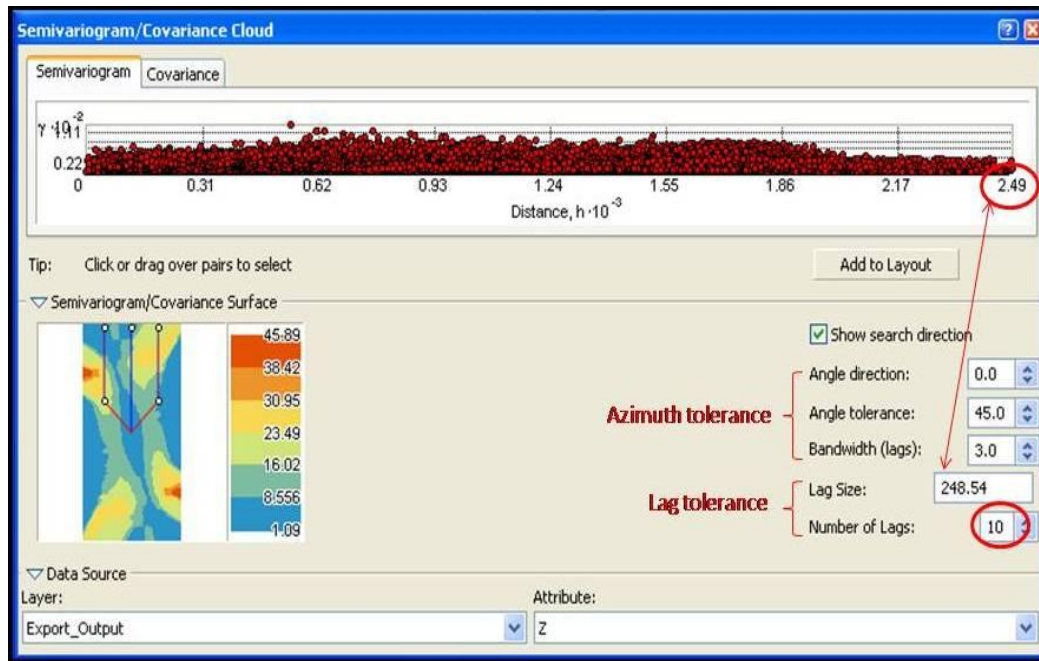 Semivariogram/Covariance Cloud
Semivariogram Covariance
γ·10⁻²
1.11
0.22
0 0.31 0.62 0.93 1.24 1.55 1.86 2.17 2.49
Distance, h·10⁻³
Tip: Click or drag over pairs to select
Add to Layout
Semivariogram/Covariance Surface
45.89
38.42
30.95
23.49
16.02
8.556
1.09
Show search direction
Azimuth tolerance
Angle direction: 0.0
Angle tolerance: 45.0
Bandwidth (lags): 3.0
Lag tolerance
Lag Size: 248.54
Number of Lags: 10
Data Source
Layer: Attribute:
Export_Output Z